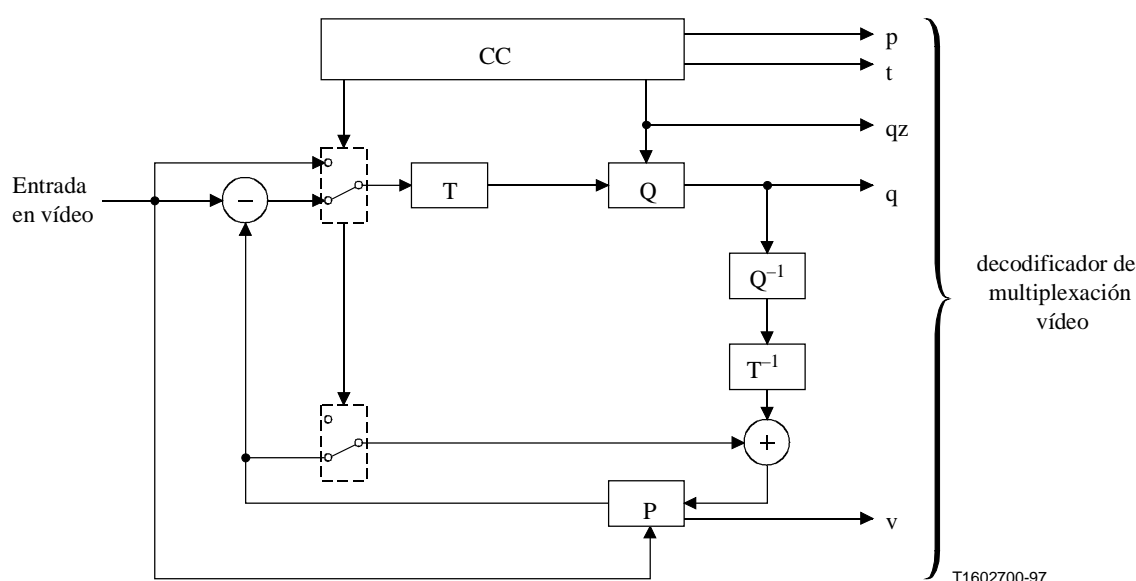 CC
p
t
qz
Entrada
en vídeo
−
T
Q
q
Q⁻¹
decodificador de
multiplexación
vídeo
T⁻¹
+
P
v
T1602700-97